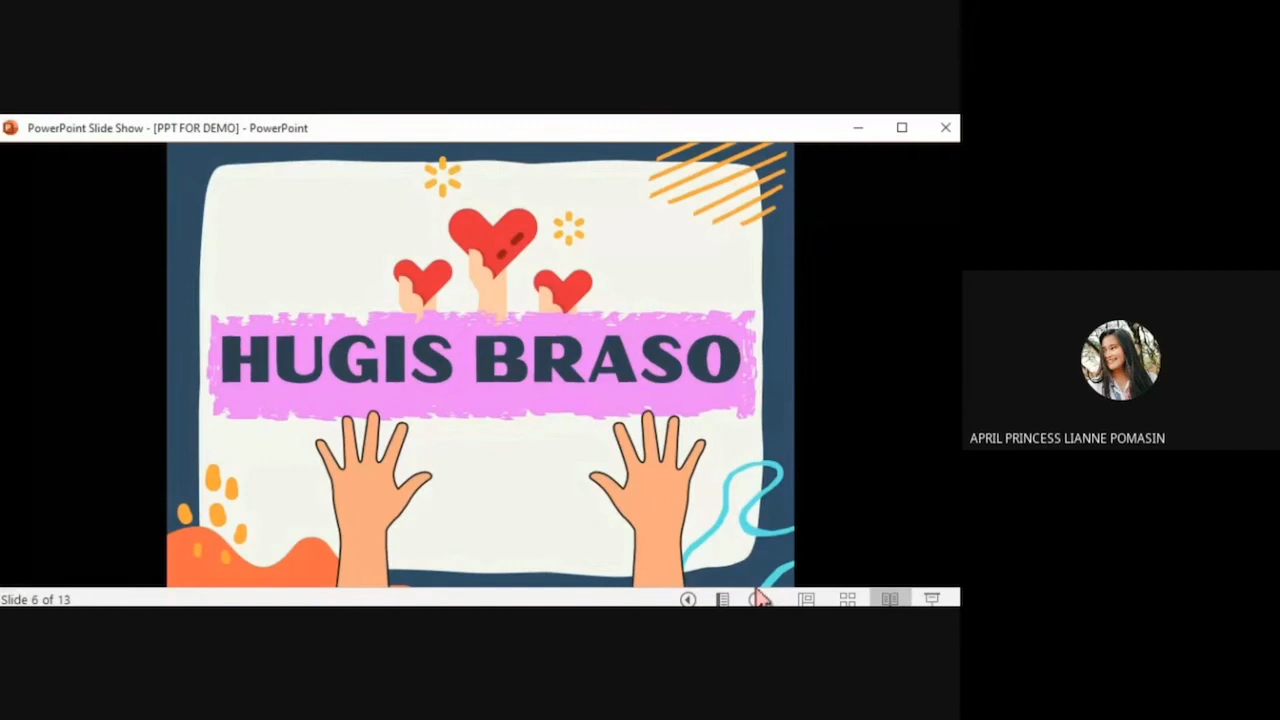 PowerPoint Slide Show - [PPT FOR DEMO] - PowerPoint
HUGIS BRASO
APRIL PRINCESS LIANNE POMASIN
Slide 6 of 13